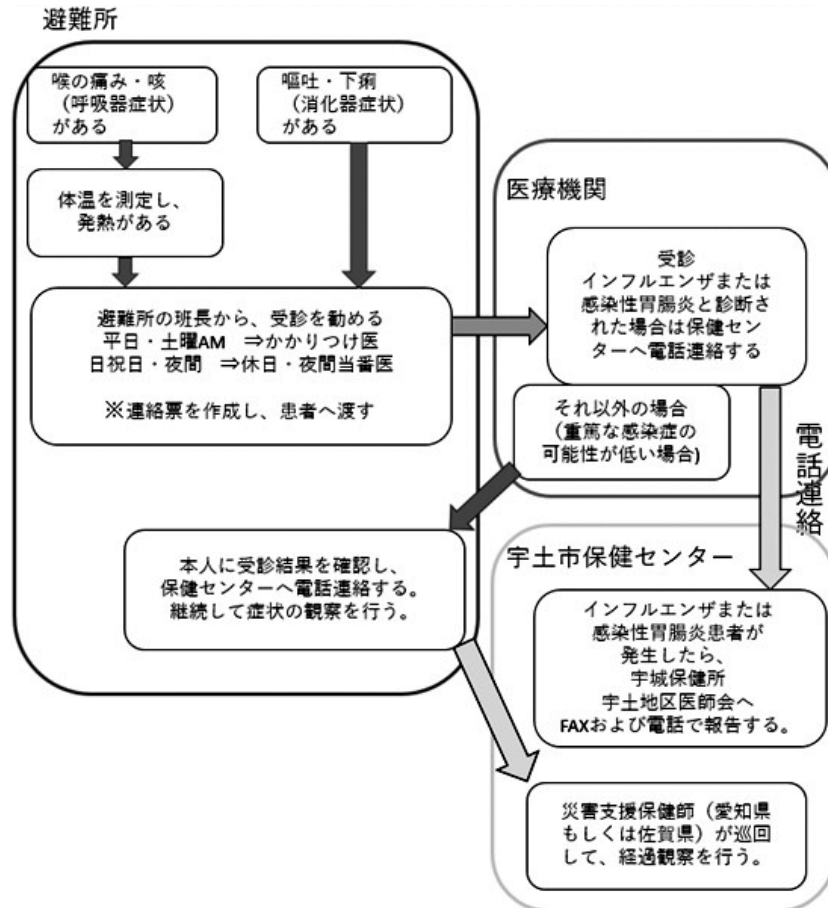 避難所
喉の痛み・咳
（呼吸器症状）
がある
嘔吐・下痢
（消化器症状）
がある
体温を測定し、
発熱がある
避難所の班長から、受診を勧める
平日・土曜AM　⇒かかりつけ医
日祝日・夜間　⇒休日・夜間当番医
※連絡票を作成し、患者へ渡す
医療機関
受診
インフルエンザまたは
感染性胃腸炎と診断さ
れた場合は保健セン
ターへ電話連絡する
それ以外の場合
（重篤な感染症の
可能性が低い場合)
電話連絡
本人に受診結果を確認し、
保健センターへ電話連絡する。
継続して症状の観察を行う。
宇土市保健センター
インフルエンザまたは
感染性胃腸炎患者が
発生したら、
宇城保健所
宇土地区医師会へ
FAXおよび電話で報告する。
災害支援保健師（愛知県
もしくは佐賀県）が巡回
して、経過観察を行う。